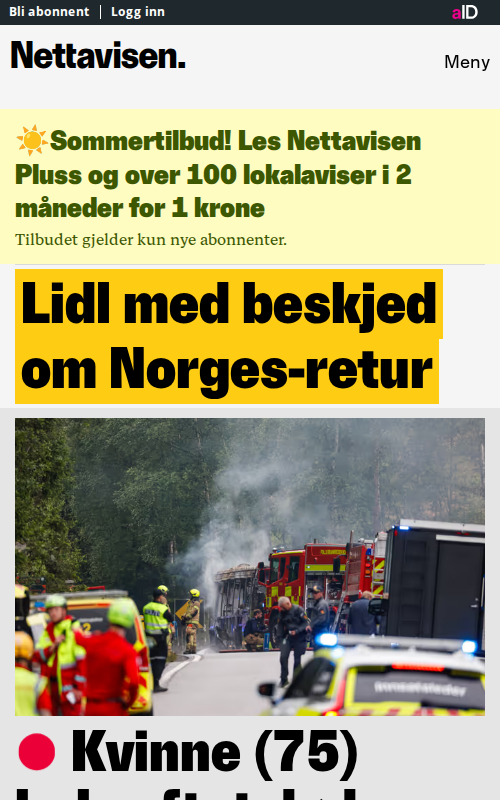 Bli abonnent
Logg inn
aID
Nettavisen.
Meny
Sommertilbud! Les Nettavisen
Pluss og over 100 lokalaviser i 2
måneder for 1 krone
Tilbudet gjelder kun nye abonnenter.
Lidl med beskjed
om Norges-retur
Innsatsleder
Kvinne (75)